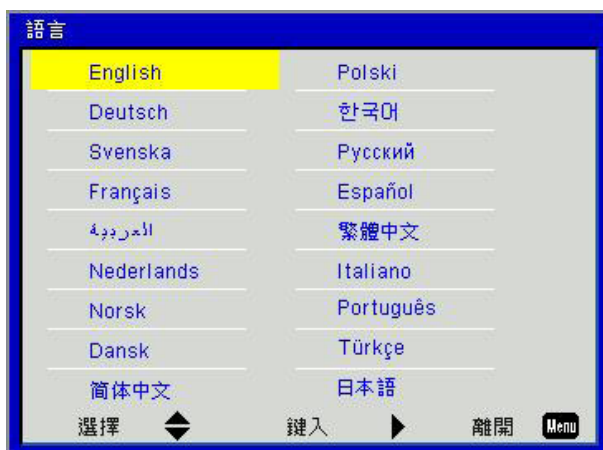 語言
English
Polski
Deutsch
한국어
Svenska
Русский
Français
Español
العربية
繁體中文
Nederlands
Italiano
Norsk
Português
Dansk
Türkçe
简体中文
日本語
選擇 鍵入 離開 Menu